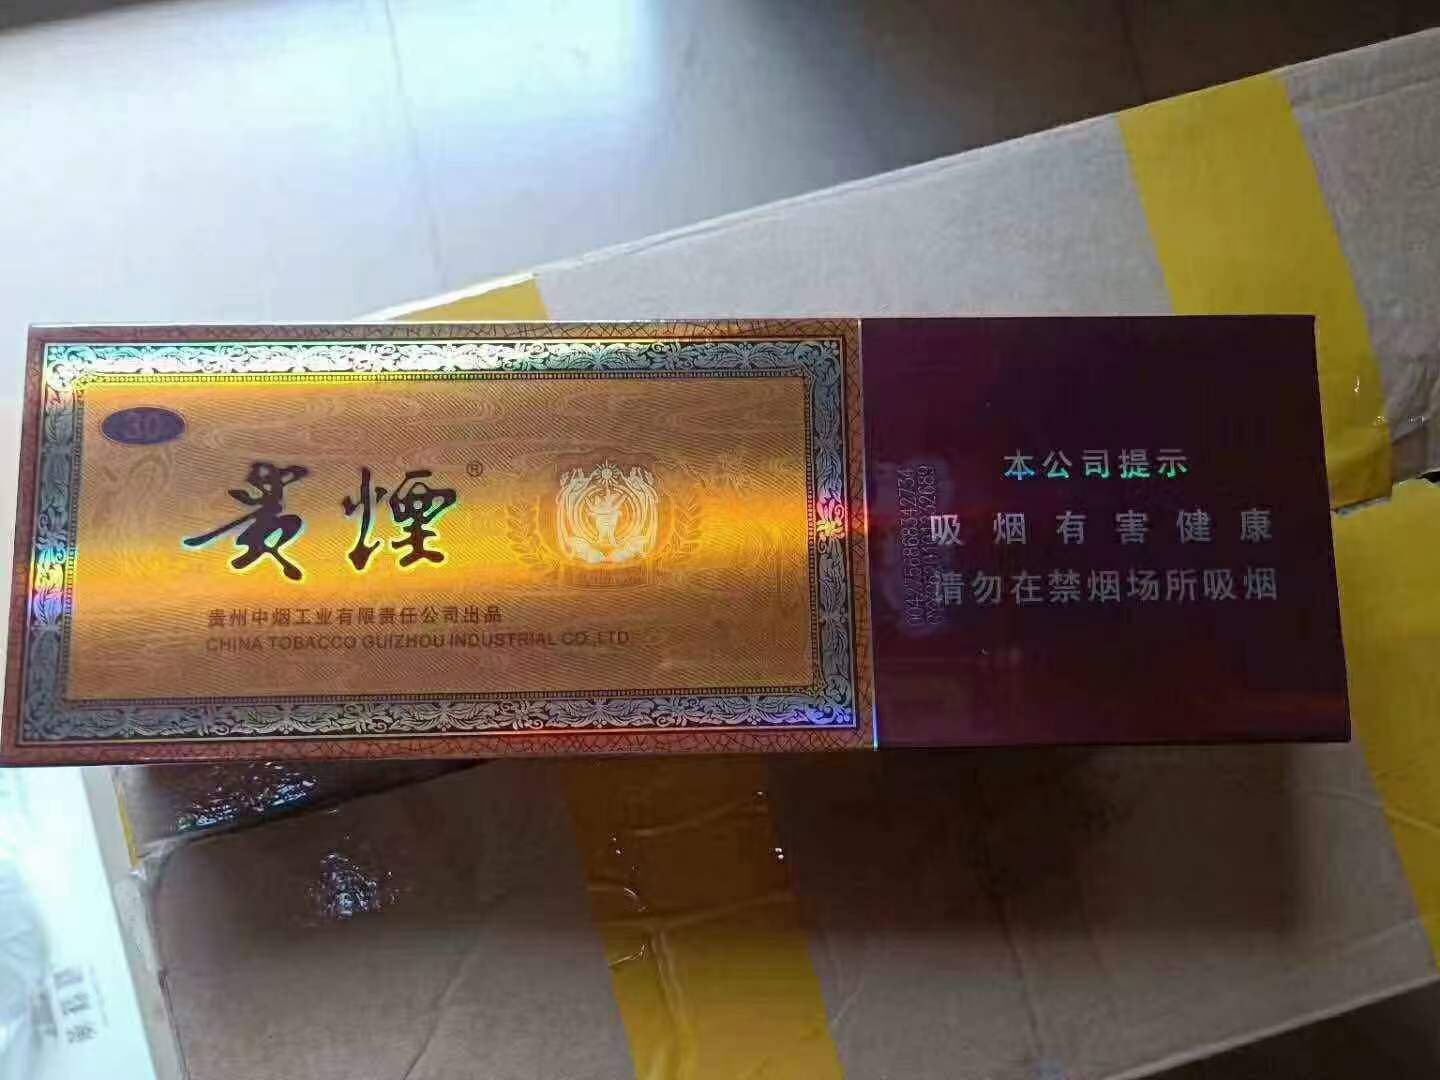 30
贵煙®
贵州中烟工业有限责任公司出品
CHINA TOBACCO GUIZHOU INDUSTRIAL CO.,LTD
本公司提示
吸烟有害健康
请勿在禁烟场所吸烟